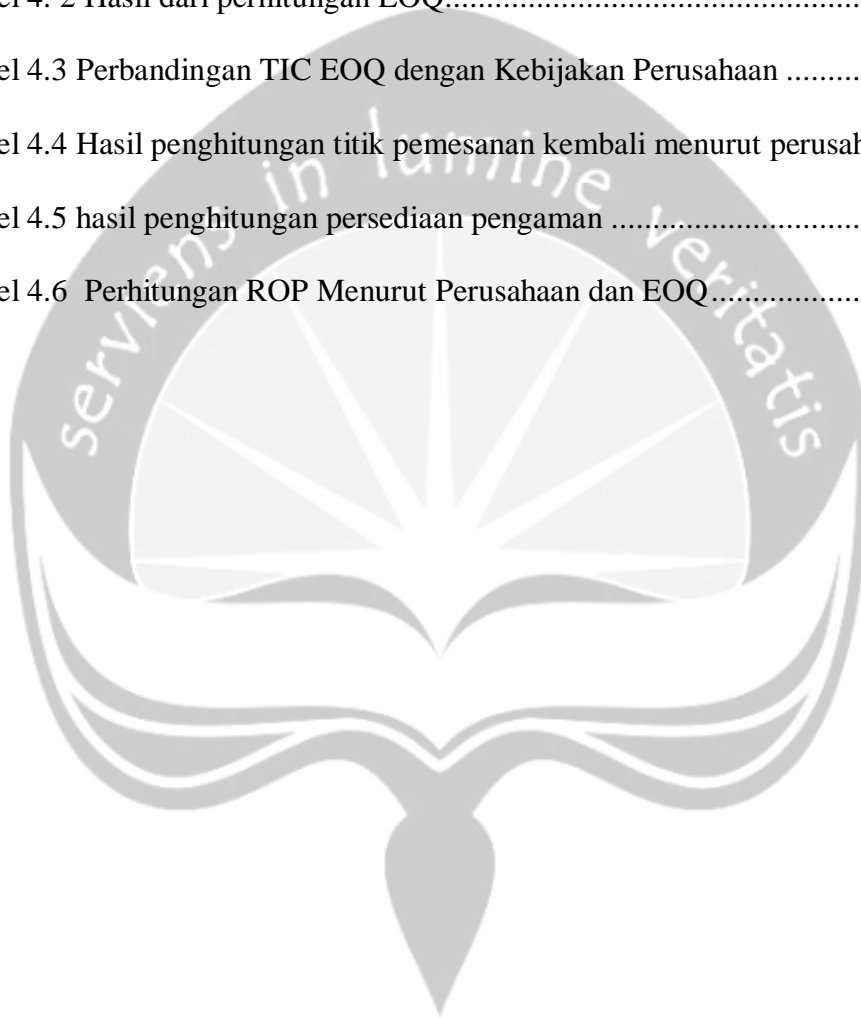 el 4. 2 Hasil dari perhitungan EOQ............................................
el 4.3 Perbandingan TIC EOQ dengan Kebijakan Perusahaan .........
el 4.4 Hasil penghitungan titik pemesanan kembali menurut perusah
el 4.5 hasil penghitungan persediaan pengaman ...........................
el 4.6 Perhitungan ROP Menurut Perusahaan dan EOQ..................
serviens in lumine veritatis